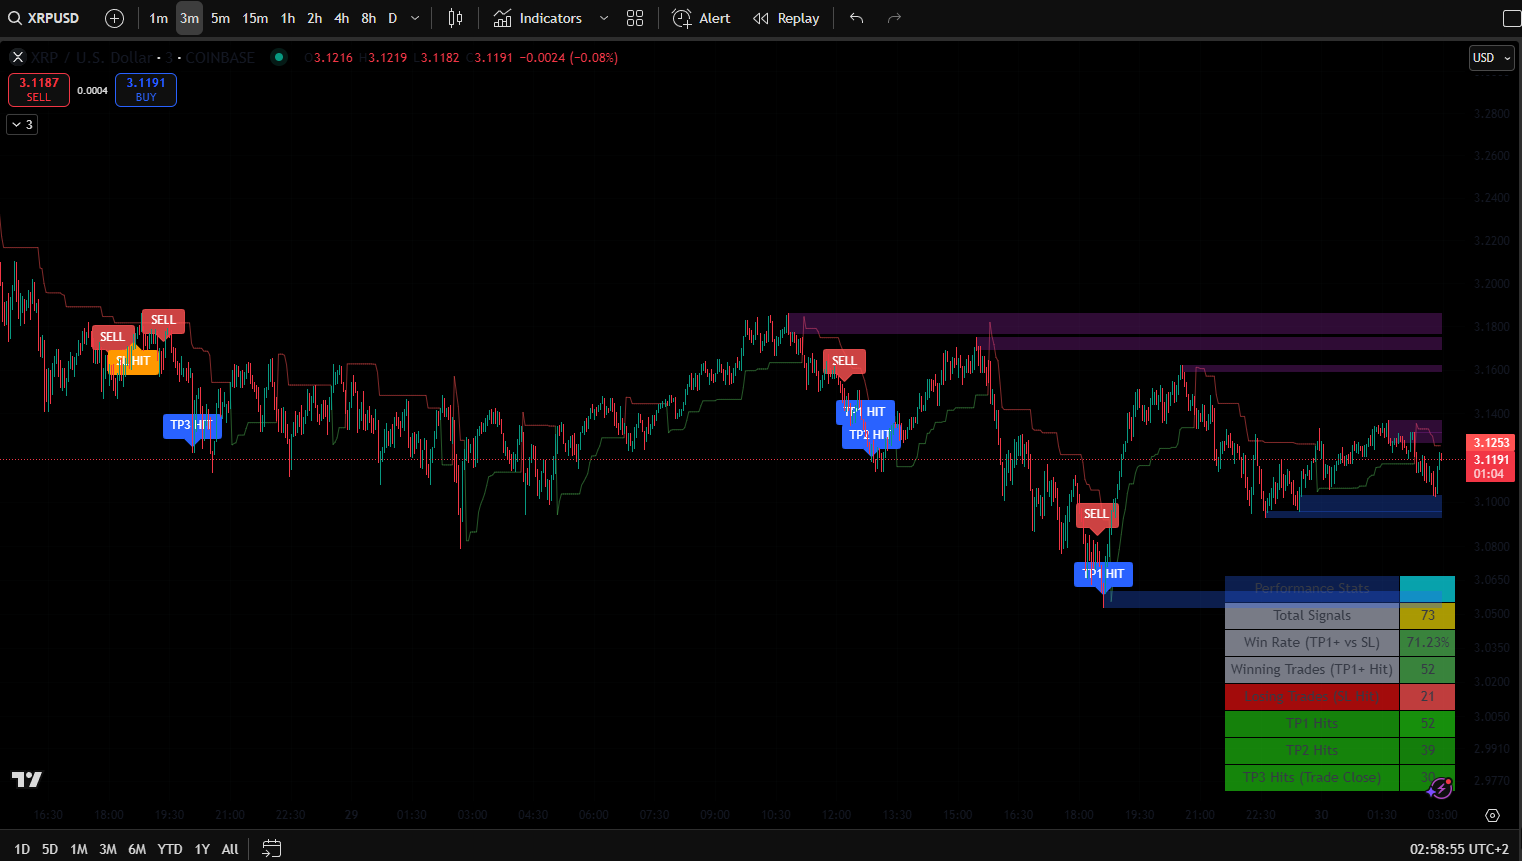 XRPUSD 1m 3m 5m 15m 1h 2h 4h 8h D Indicators Alert Replay
XRP / U.S. Dollar · 3 · COINBASE O3.1216 H3.1219 L3.1182 C3.1191 −0.0024 (−0.08%)
USD
3.1187
SELL
0.0004
3.1191
BUY
3
3.2800
3.2600
3.2400
3.2200
3.2000
3.1800
3.1600
3.1400
3.1253
3.1191
01:04
3.1000
3.0800
3.0650
3.0500
3.0350
3.0200
3.0050
2.9910
2.9770
SELL
SELL
SL HIT
TP3 HIT
SELL
TP1 HIT
TP2 HIT
SELL
TP1 HIT
Performance Stats
Total Signals 73
Win Rate (TP1+ vs SL) 71.23%
Winning Trades (TP1+ Hit) 52
Losing Trades (SL Hit) 21
TP1 Hits 52
TP2 Hits 39
TP3 Hits (Trade Close) 30
16:30 18:00 19:30 21:00 22:30 29 01:30 03:00 04:30 06:00 07:30 09:00 10:30 12:00 13:30 15:00 16:30 18:00 19:30 21:00 22:30 30 01:30 03:00
1D 5D 1M 3M 6M YTD 1Y All 02:58:55 UTC+2